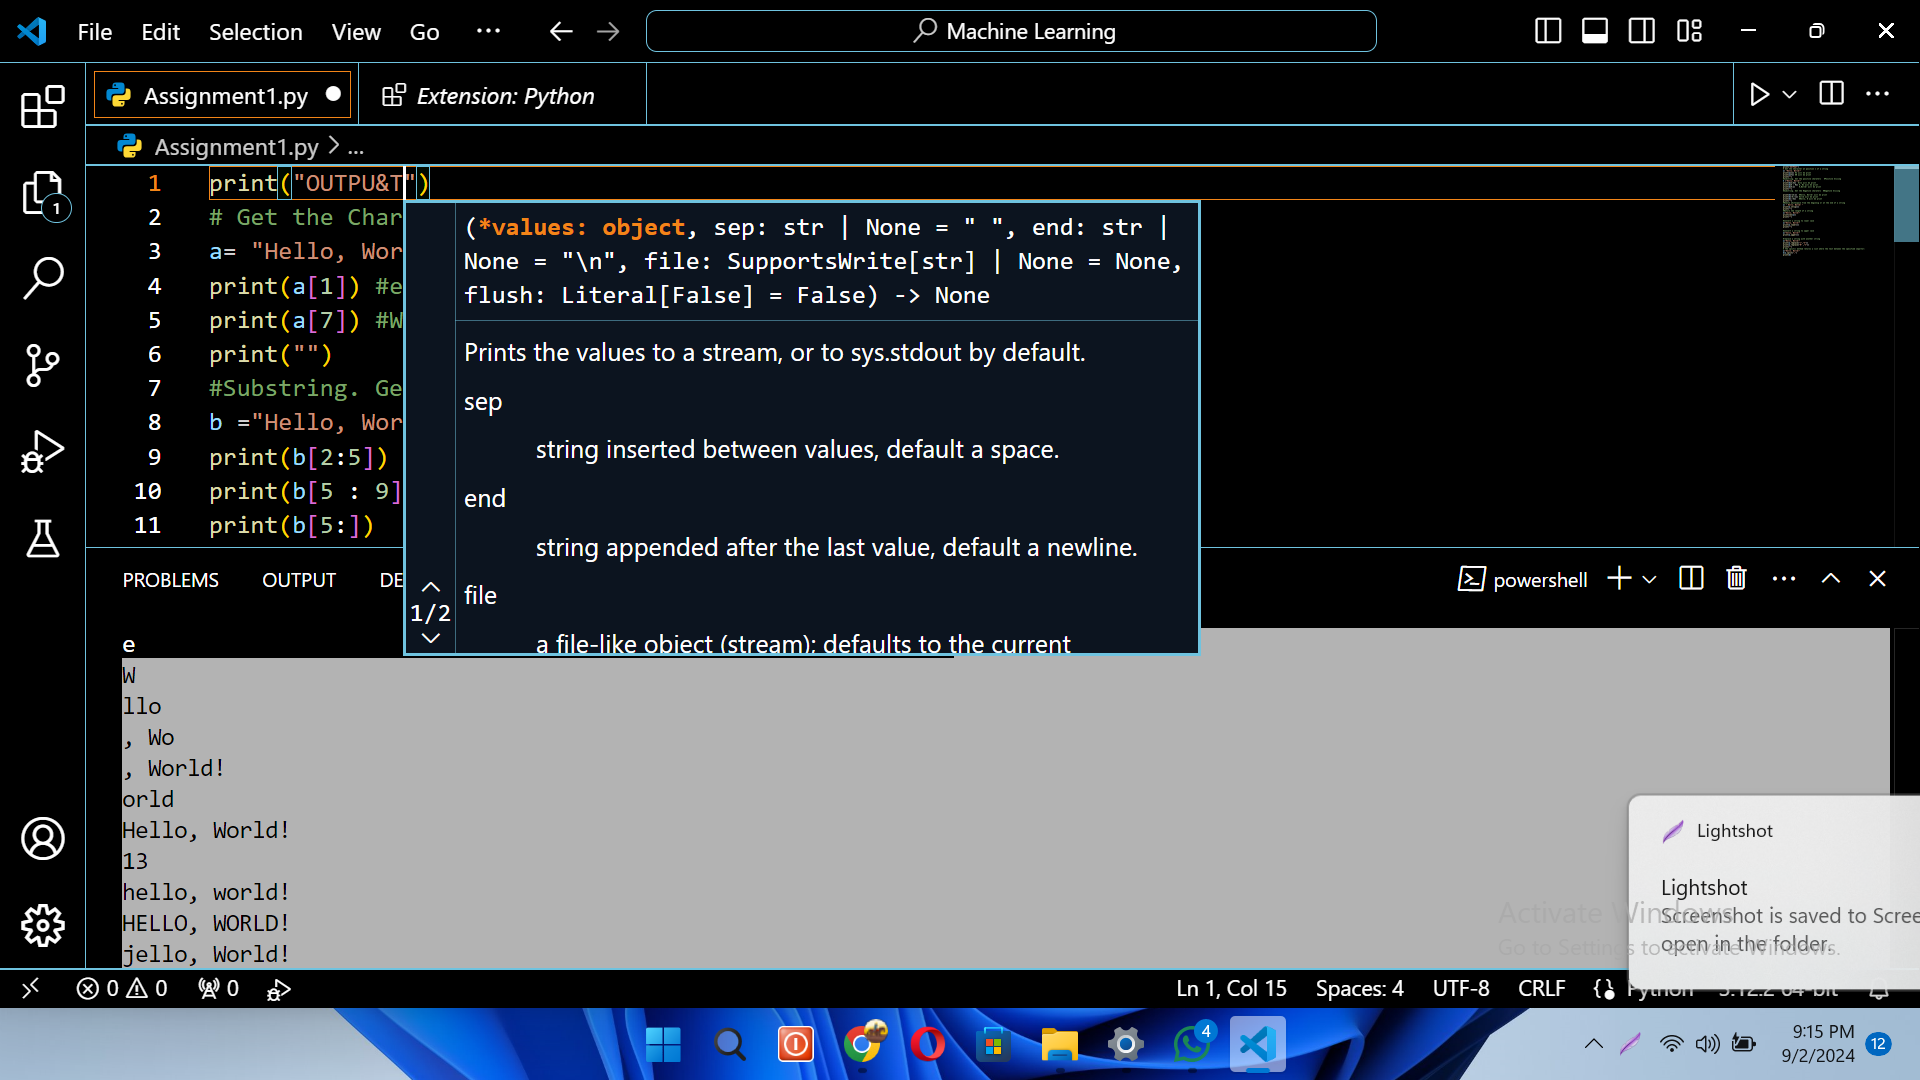 File Edit Selection View Go ··· Machine Learning
Assignment1.py Extension: Python
Assignment1.py > ...
1 print("OUTPU&T")
2 # Get the Char
3 a= "Hello, Wor
4 print(a[1]) #e
5 print(a[7]) #W
6 print("")
7 #Substring. Ge
8 b ="Hello, Wor
9 print(b[2:5])
10 print(b[5 : 9]
11 print(b[5:])
(*values: object, sep: str | None = " ", end: str |
None = "\n", file: SupportsWrite[str] | None = None,
flush: Literal[False] = False) -> None
Prints the values to a stream, or to sys.stdout by default.
sep
string inserted between values, default a space.
end
string appended after the last value, default a newline.
file
a file-like object (stream); defaults to the current
1/2
PROBLEMS OUTPUT DE powershell
e
W
llo
, Wo
, World!
orld
Hello, World!
13
hello, world!
HELLO, WORLD!
jello, World!
Lightshot
Lightshot
Screenshot is saved to Scree
open in the folder.
Activate Windows
Go to Settings to activate Windows.
0 0 0 Ln 1, Col 15 Spaces: 4 UTF-8 CRLF Python 3.12.2 64-bit
1
4
9:15 PM
9/2/2024
12